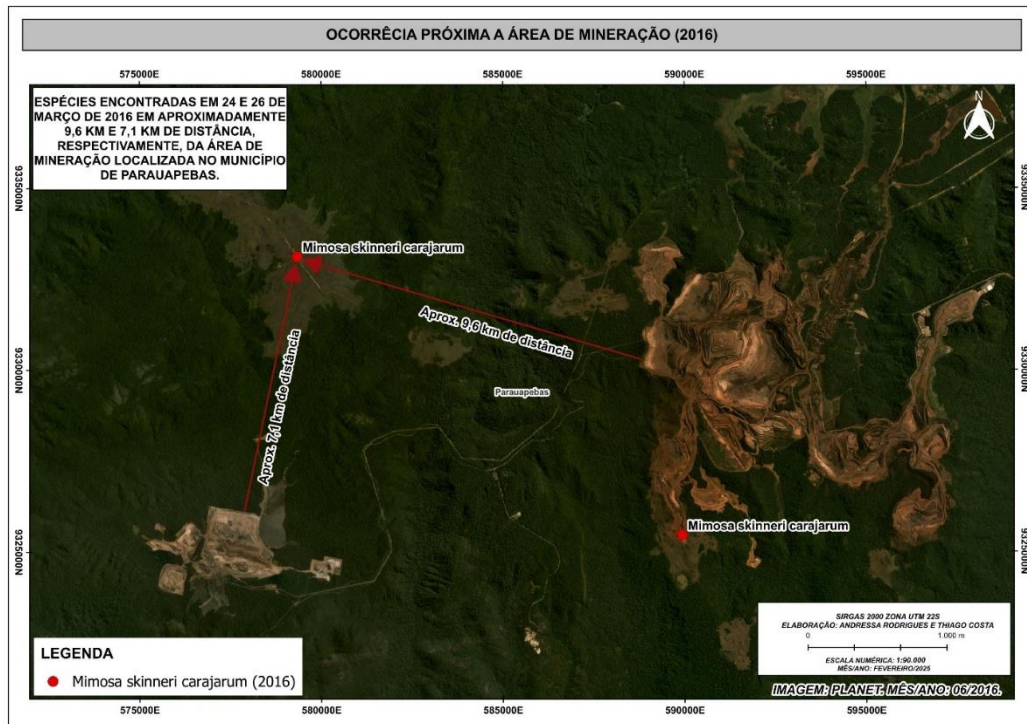 OCORRÊCIA PRÓXIMA A ÁREA DE MINERAÇÃO (2016)
575000E 580000E 585000E 590000E 595000E
ESPÉCIES ENCONTRADAS EM 24 E 26 DE
MARÇO DE 2016 EM APROXIMADAMENTE
9,6 KM E 7,1 KM DE DISTÂNCIA,
RESPECTIVAMENTE, DA ÁREA DE
MINERAÇÃO LOCALIZADA NO MUNICÍPIO
DE PARAUAPEBAS.
N
9335000N 9335000N
Mimosa skinneri carajarum
Aprox. 9,6 km de distância
Aprox. 7,1 km de distância
9330000N 9330000N
Parauapebas
Mimosa skinneri carajarum
9325000N 9325000N
SIRGAS 2000 ZONA UTM 22S
ELABORAÇÃO: ANDRESSA RODRIGUES E THIAGO COSTA
0 1.000 m
ESCALA NUMÉRICA: 1:90.000
MÊS/ANO: FEVEREIRO/2025
LEGENDA
Mimosa skinneri carajarum (2016)
IMAGEM: PLANET. MÊS/ANO: 06/2016.
575000E 580000E 585000E 590000E 595000E